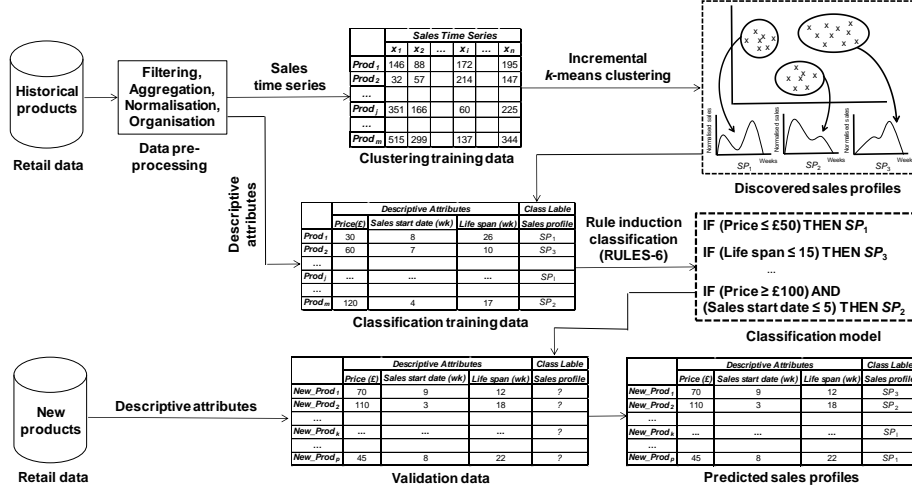 Historical
products
Retail data
Filtering,
Aggregation,
Normalisation,
Organisation
Data pre-
processing
Sales
time series
Descriptive
attributes
Sales Time Series
x1 x2 ... xi ... xn
Prod1 146 88 172 195
Prod2 32 57 214 147
...
Prodj 351 166 60 225
...
Prodm 515 299 137 344
Clustering training data
Incremental
k-means clustering
Normalised sales
Weeks
SP1
Normalised sales
Weeks
SP2
Normalised sales
Weeks
SP3
Discovered sales profiles
Descriptive Attributes Class Lable
Price(£) Sales start date (wk) Life span (wk) Sales profile
Prod1 30 8 26 SP1
Prod2 60 7 10 SP3
...
Prodj ... ... ... SPl
...
Prodm 120 4 17 SP2
Classification training data
Rule induction
classification
(RULES-6)
IF (Price ≤ £50) THEN SP1
IF (Life span ≤ 15) THEN SP3
...
IF (Price ≥ £100) AND
(Sales start date ≤ 5) THEN SP2
Classification model
New
products
Retail data
Descriptive attributes
Descriptive Attributes Class Lable
Price (£) Sales start date (wk) Life span (wk) Sales profile
New_Prod1 70 9 12 ?
New_Prod2 110 3 18 ?
...
New_Prodk ... ... ... ?
...
New_Prodp 45 8 22 ?
Validation data
Descriptive Attributes Class Lable
Price (£) Sales start date (wk) Life span (wk) Sales profile
New_Prod1 70 9 12 SP3
New_Prod2 110 3 18 SP2
...
New_Prodk ... ... ... SPl
...
New_Prodp 45 8 22 SP1
Predicted sales profiles